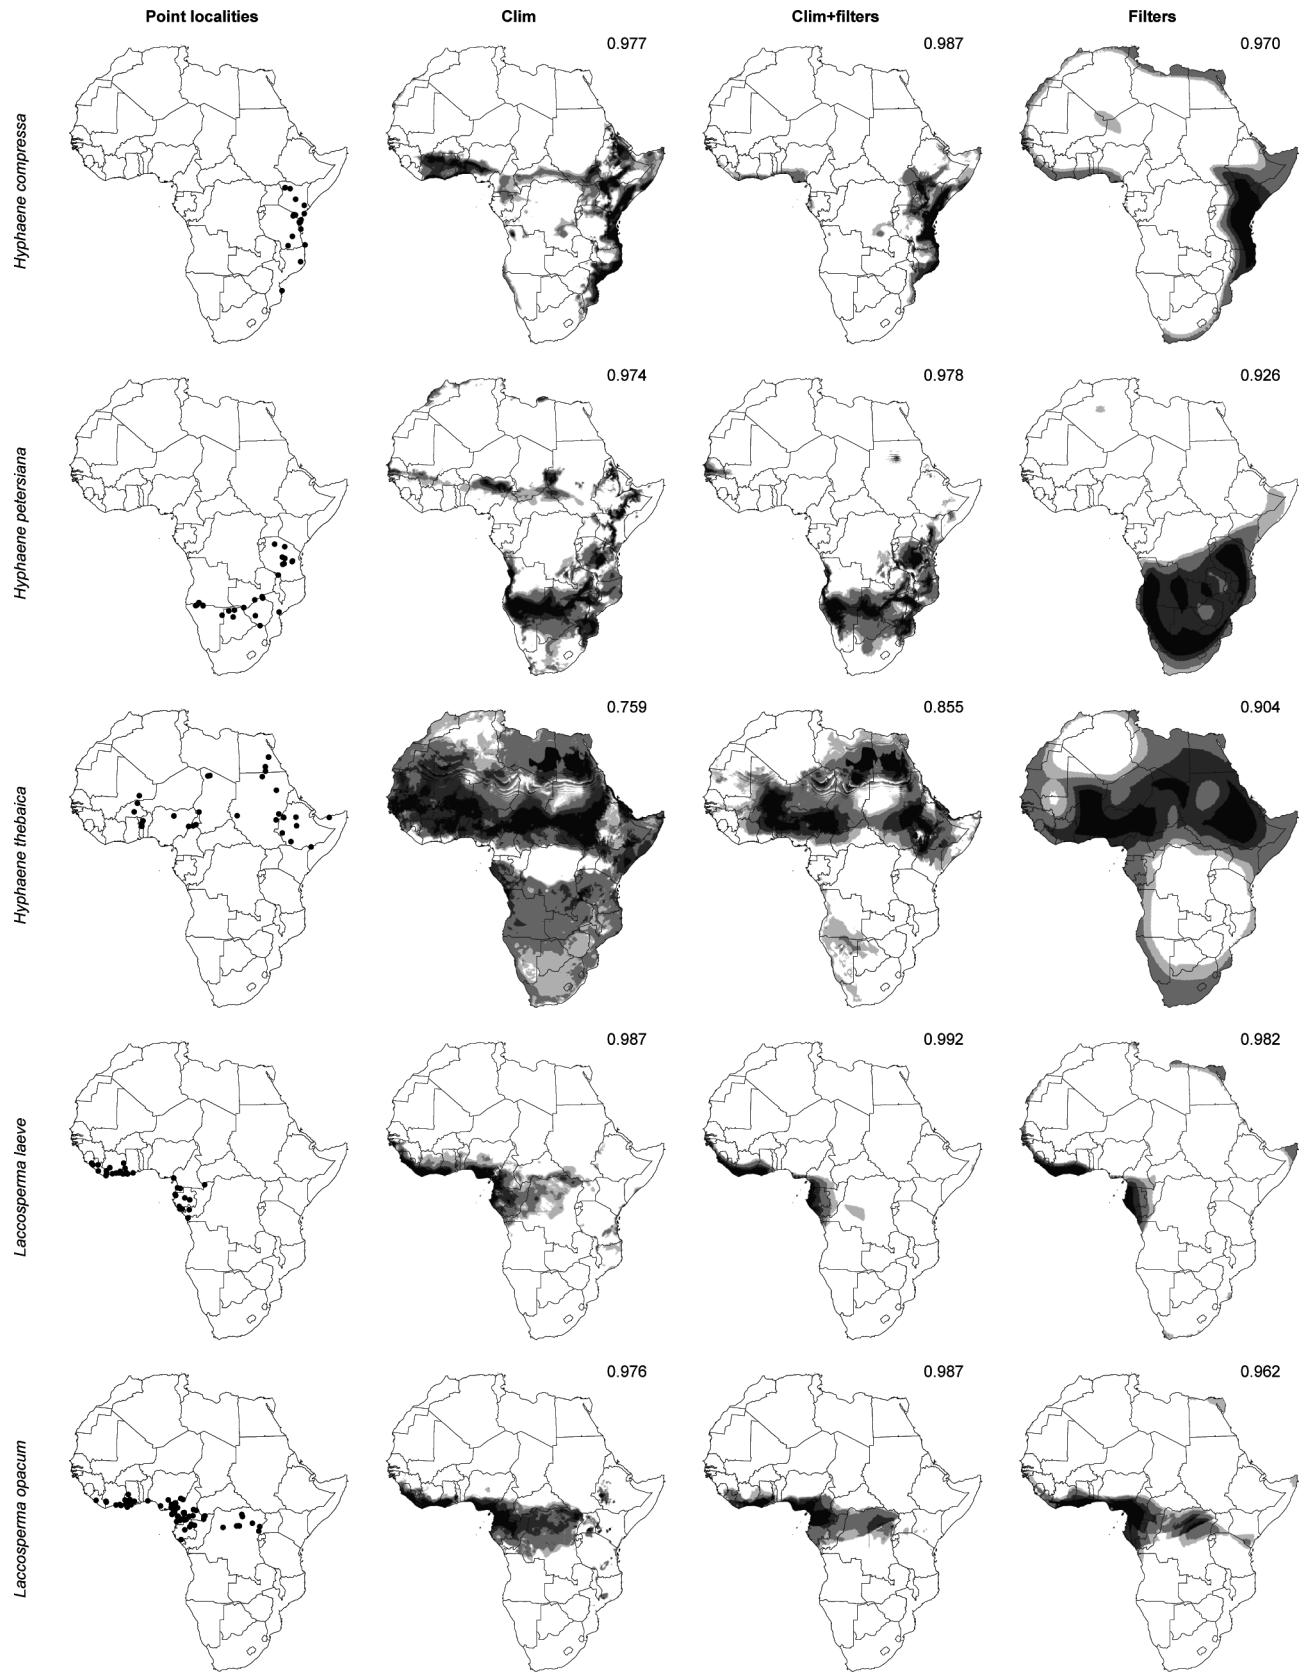 Point localities Clim Clim+filters Filters
Hyphaene compressa
0.977 0.987 0.970
Hyphaene petersiana
0.974 0.978 0.926
Hyphaene thebaica
0.759 0.855 0.904
Laccosperma laeve
0.987 0.992 0.982
Laccosperma opacum
0.976 0.987 0.962